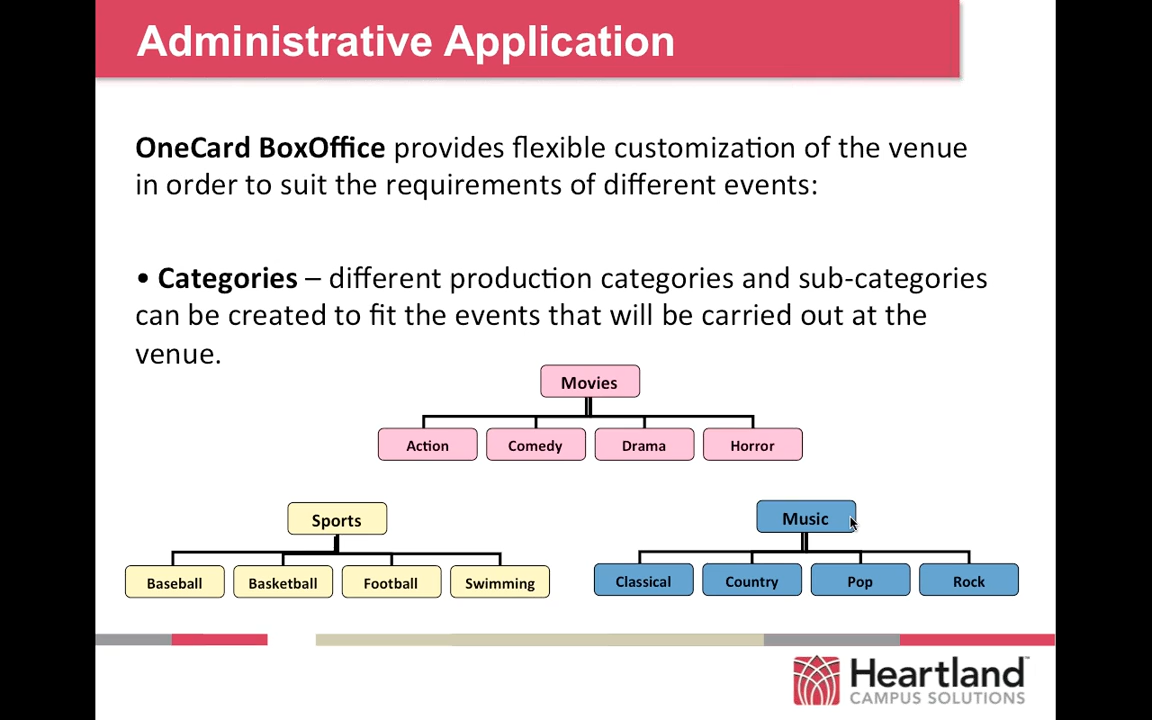 Administrative Application
OneCard BoxOffice provides flexible customization of the venue
in order to suit the requirements of different events:
• Categories – different production categories and sub-categories
can be created to fit the events that will be carried out at the
venue.
Movies
Action Comedy Drama Horror
Sports
Baseball Basketball Football Swimming
Music
Classical Country Pop Rock
Heartland™
CAMPUS SOLUTIONS